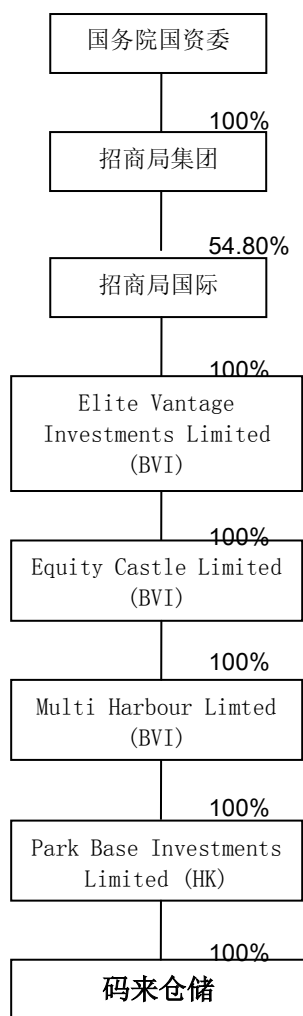 国务院国资委
100%
招商局集团
54.80%
招商局国际
100%
Elite Vantage
Investments Limited
(BVI)
100%
Equity Castle Limited
(BVI)
100%
Multi Harbour Limted
(BVI)
100%
Park Base Investments
Limited (HK)
100%
码来仓储